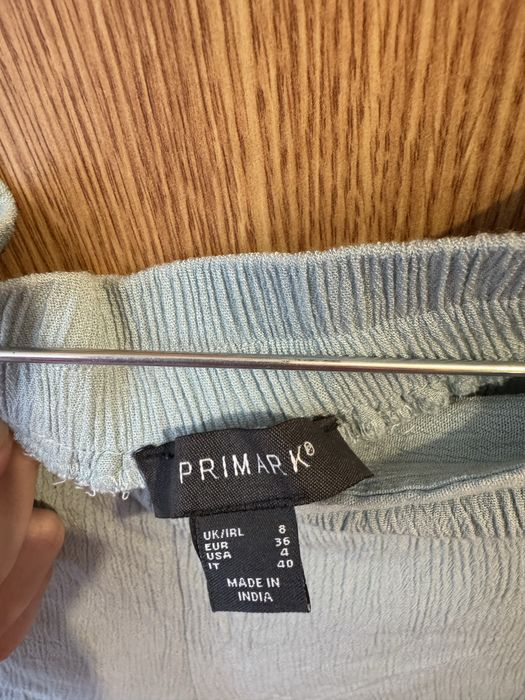 PRIMARK®
UK/IRL 8
EUR 36
USA 4
IT 40
MADE IN
INDIA